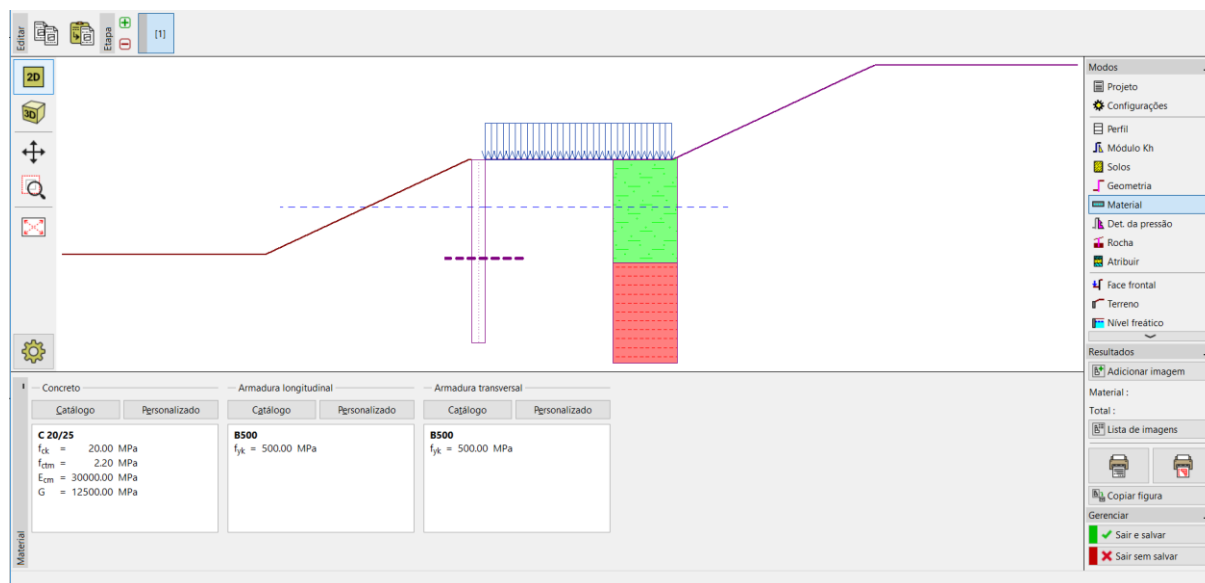 Editar
Etapa
[1]
2D
3D
Modos
Projeto
Configurações
Perfil
Módulo Kh
Solos
Geometria
Material
Det. da pressão
Rocha
Atribuir
Face frontal
Terreno
Nível freático
Resultados
Adicionar imagem
Material :
Total :
Lista de imagens
Copiar figura
Gerenciar
Sair e salvar
Sair sem salvar
Material
Concreto
Catálogo Personalizado
C 20/25
fck = 20.00 MPa
fctm = 2.20 MPa
Ecm = 30000.00 MPa
G = 12500.00 MPa
Armadura longitudinal
Catálogo Personalizado
B500
fyk = 500.00 MPa
Armadura transversal
Catálogo Personalizado
B500
fyk = 500.00 MPa